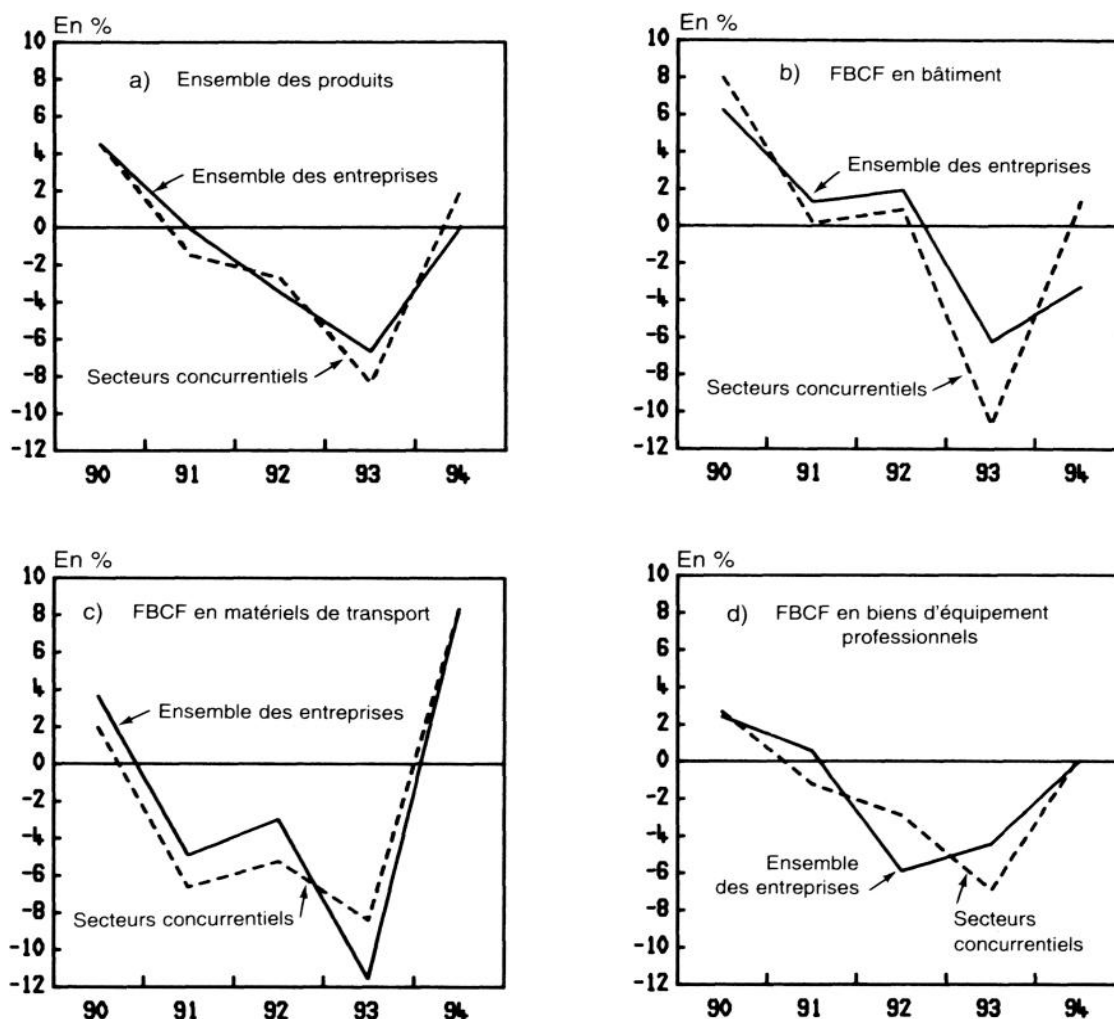 En %
a) Ensemble des produits
10
8
6
4
2
0
-2
-4
-6
-8
-10
-12
Ensemble des entreprises
Secteurs concurrentiels
90 91 92 93 94
En %
b) FBCF en bâtiment
10
8
6
4
2
0
-2
-4
-6
-8
-10
-12
Ensemble des entreprises
Secteurs concurrentiels
90 91 92 93 94
En %
c) FBCF en matériels de transport
10
8
6
4
2
0
-2
-4
-6
-8
-10
-12
Ensemble des entreprises
Secteurs concurrentiels
90 91 92 93 94
En %
d) FBCF en biens d'équipement
professionnels
10
8
6
4
2
0
-2
-4
-6
-8
-10
-12
Ensemble
des entreprises
Secteurs
concurrentiels
90 91 92 93 94